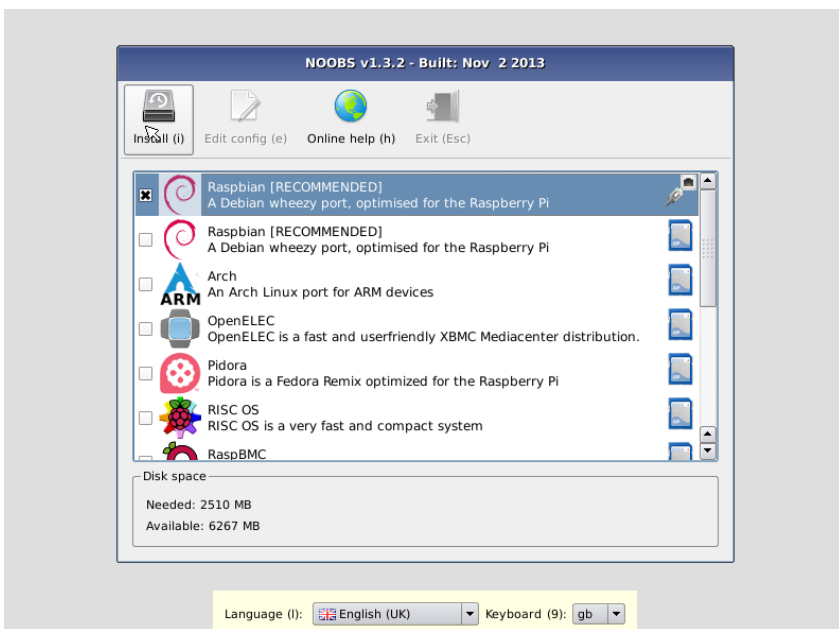 NOOBS v1.3.2 - Built: Nov 2 2013
Install (i) Edit config (e) Online help (h) Exit (Esc)
Raspbian [RECOMMENDED]
A Debian wheezy port, optimised for the Raspberry Pi
Raspbian [RECOMMENDED]
A Debian wheezy port, optimised for the Raspberry Pi
Arch
ARM An Arch Linux port for ARM devices
OpenELEC
OpenELEC is a fast and userfriendly XBMC Mediacenter distribution.
Pidora
Pidora is a Fedora Remix optimized for the Raspberry Pi
RISC OS
RISC OS is a very fast and compact system
RaspBMC
Disk space
Needed: 2510 MB
Available: 6267 MB
Language (l): English (UK) Keyboard (9): gb